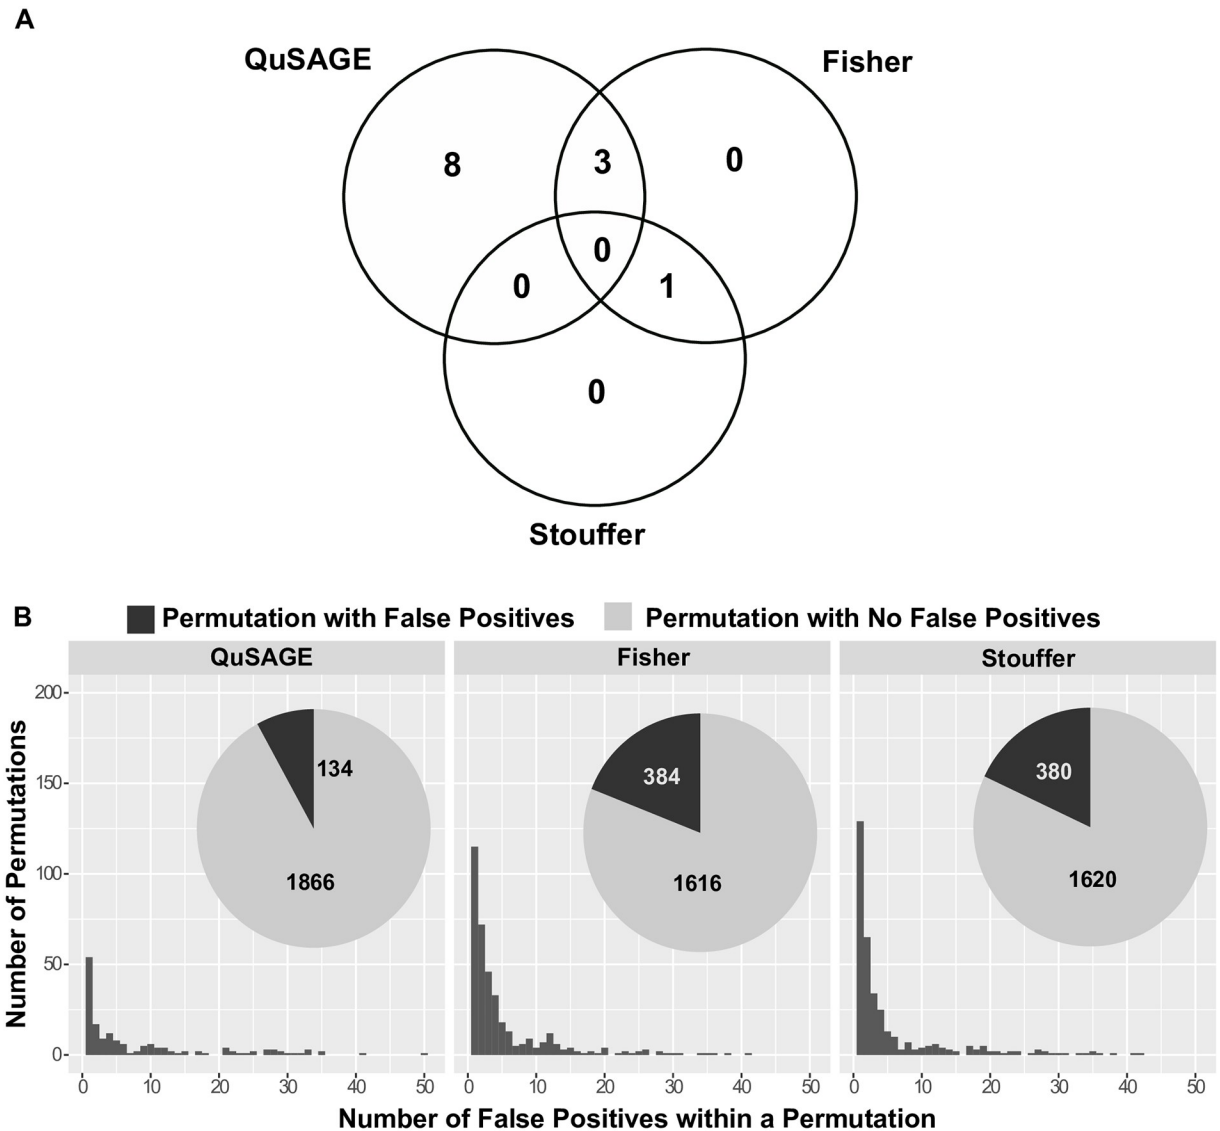 A
QuSAGE
Fisher
8
3
0
0
0
1
0
Stouffer
B
Permutation with False Positives
Permutation with No False Positives
QuSAGE
Fisher
Stouffer
Number of Permutations
200
150
100
50
0
134
1866
384
1616
380
1620
0 10 20 30 40 50
0 10 20 30 40 50
0 10 20 30 40 50
Number of False Positives within a Permutation